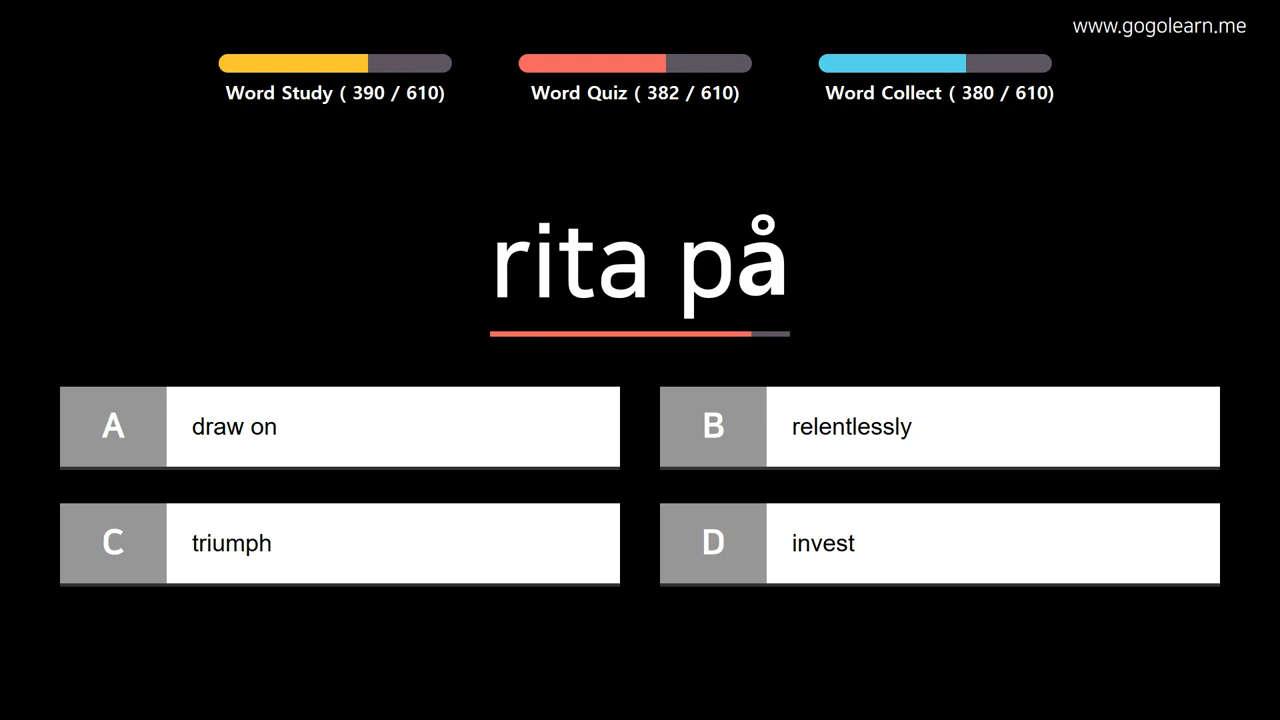 www.gogolearn.me
Word Study ( 390 / 610)
Word Quiz ( 382 / 610)
Word Collect ( 380 / 610)
rita på
A
draw on
B
relentlessly
C
triumph
D
invest